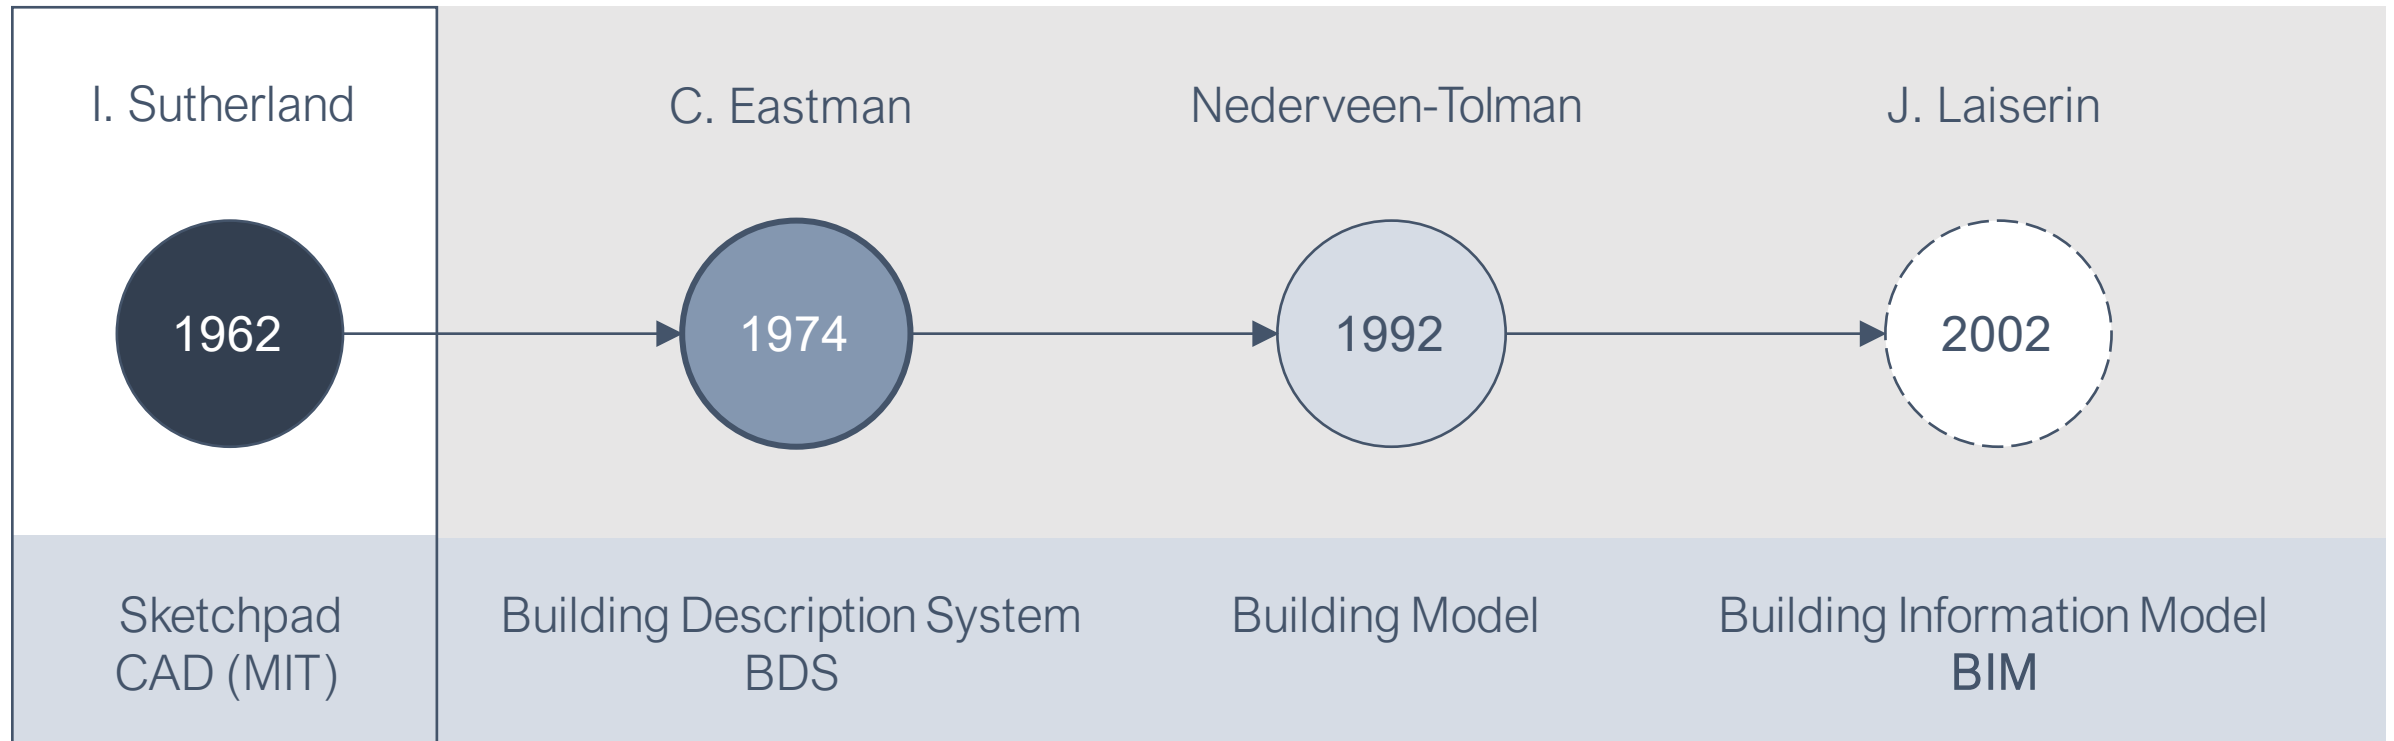 I. Sutherland
C. Eastman
Nederveen-Tolman
J. Laiserin
1962
1974
1992
2002
Sketchpad
CAD (MIT)
Building Description System
BDS
Building Model
Building Information Model
BIM